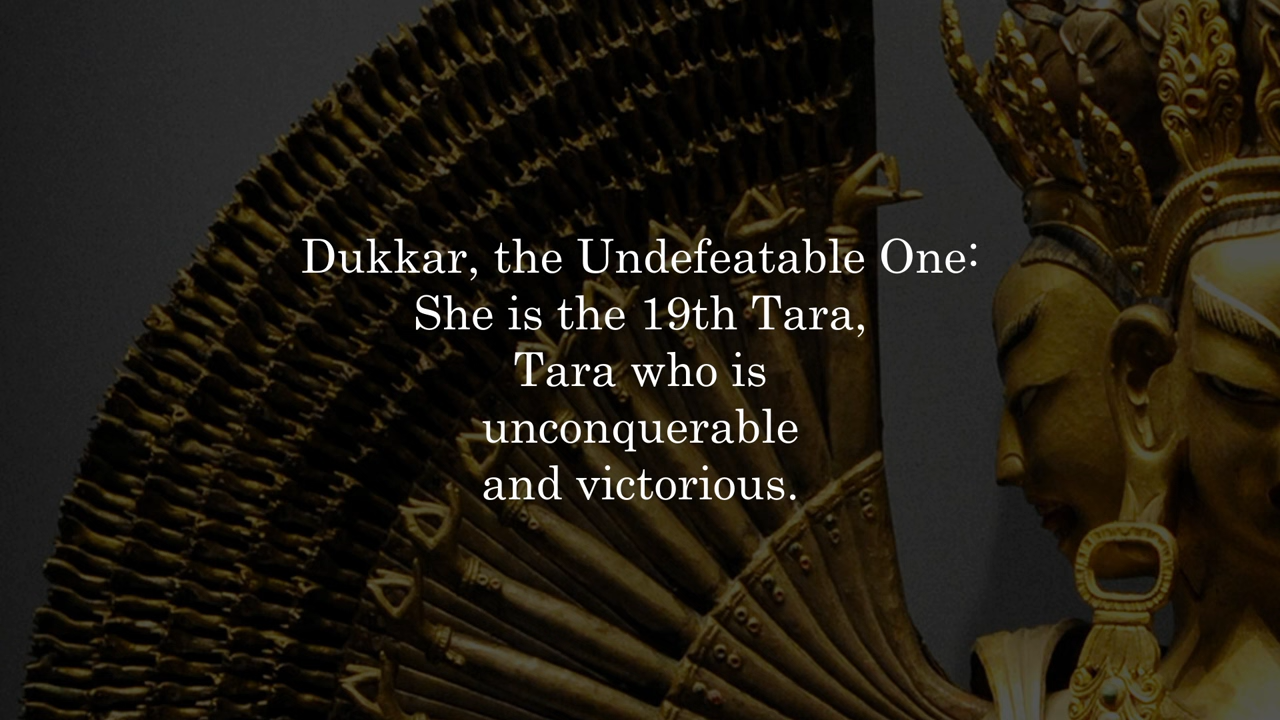 Dukkar, the Undefeatable One:
She is the 19th Tara,
Tara who is
unconquerable
and victorious.